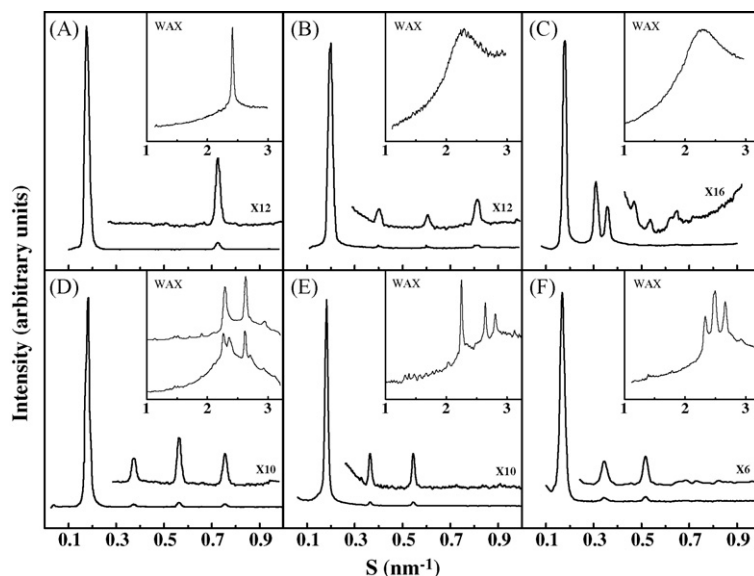 (A) WAX
1 2 3
X12
(B) WAX
1 2 3
X12
(C) WAX
1 2 3
X16
(D) WAX
1 2 3
X10
(E) WAX
1 2 3
X10
(F) WAX
1 2 3
X6
Intensity (arbitrary units)
0.1 0.3 0.5 0.7 0.9 0.1 0.3 0.5 0.7 0.9 0.1 0.3 0.5 0.7 0.9
S (nm-1)